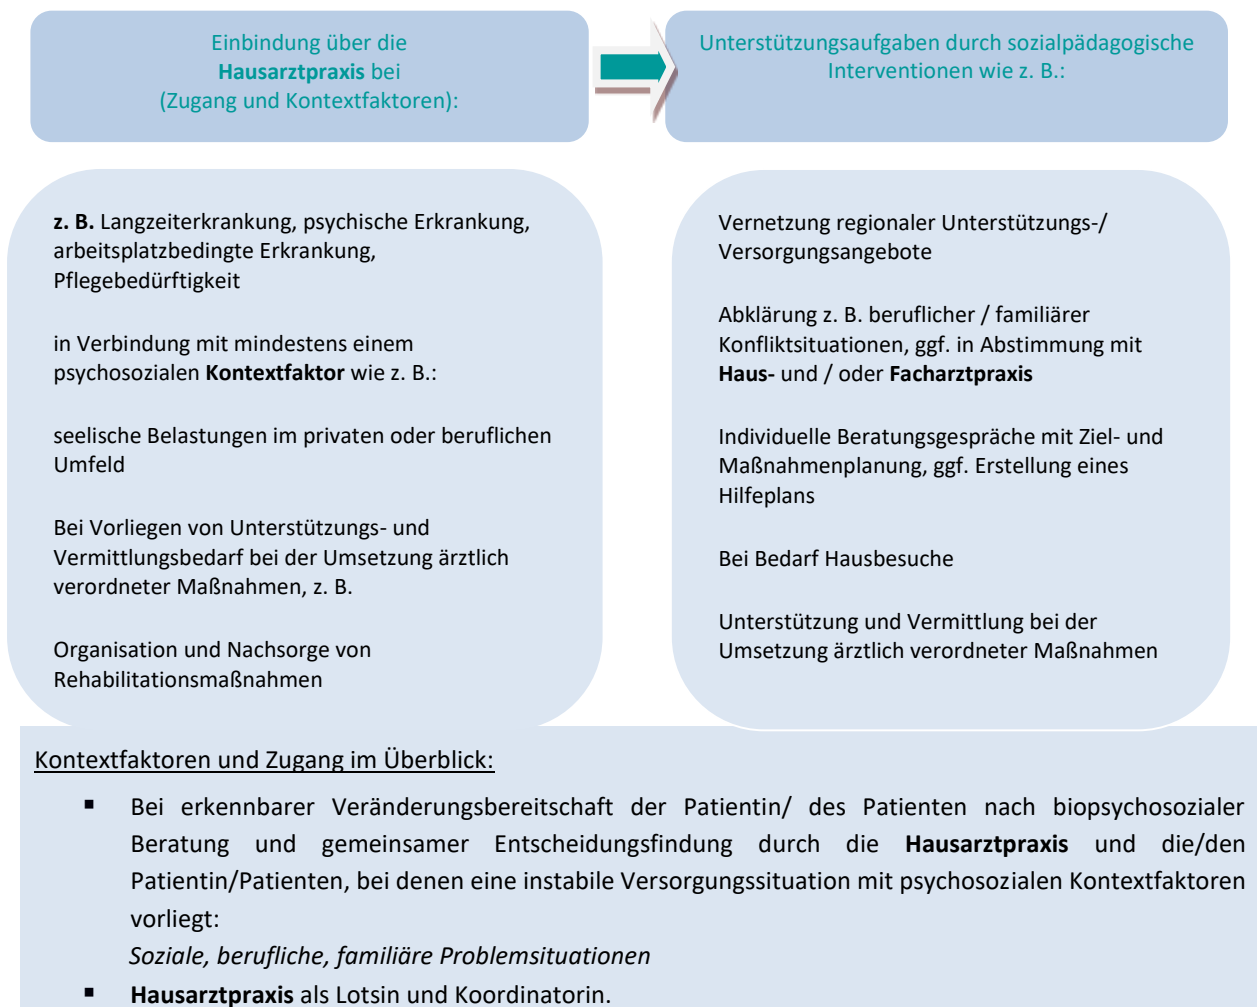 Einbindung über die
Hausarztpraxis bei
(Zugang und Kontextfaktoren):
Unterstützungsaufgaben durch sozialpädagogische
Interventionen wie z. B.:
z. B. Langzeiterkrankung, psychische Erkrankung,
arbeitsplatzbedingte Erkrankung,
Pflegebedürftigkeit
in Verbindung mit mindestens einem
psychosozialen Kontextfaktor wie z. B.:
seelische Belastungen im privaten oder beruflichen
Umfeld
Bei Vorliegen von Unterstützungs- und
Vermittlungsbedarf bei der Umsetzung ärztlich
verordneter Maßnahmen, z. B.
Organisation und Nachsorge von
Rehabilitationsmaßnahmen
Vernetzung regionaler Unterstützungs-/
Versorgungsangebote
Abklärung z. B. beruflicher / familiärer
Konfliktsituationen, ggf. in Abstimmung mit
Haus- und / oder Facharztpraxis
Individuelle Beratungsgespräche mit Ziel- und
Maßnahmenplanung, ggf. Erstellung eines
Hilfeplans
Bei Bedarf Hausbesuche
Unterstützung und Vermittlung bei der
Umsetzung ärztlich verordneter Maßnahmen
Kontextfaktoren und Zugang im Überblick:
▪ Bei erkennbarer Veränderungsbereitschaft der Patientin/ des Patienten nach biopsychosozialer
Beratung und gemeinsamer Entscheidungsfindung durch die Hausarztpraxis und die/den
Patientin/Patienten, bei denen eine instabile Versorgungssituation mit psychosozialen Kontextfaktoren
vorliegt:
Soziale, berufliche, familiäre Problemsituationen
▪ Hausarztpraxis als Lotsin und Koordinatorin.